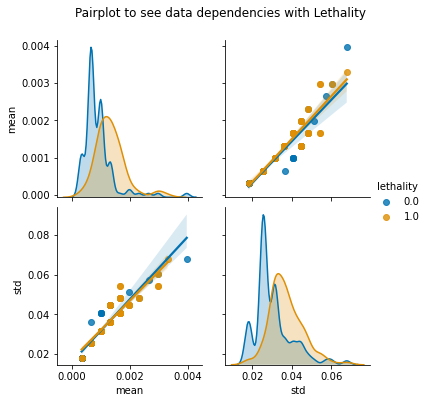 Pairplot to see data dependencies with Lethality
0.004
0.003
0.002
0.001
0.000
mean
lethality
0.0
1.0
0.08
0.06
0.04
0.02
std
0.000 0.002 0.004
mean
0.02 0.04 0.06
std